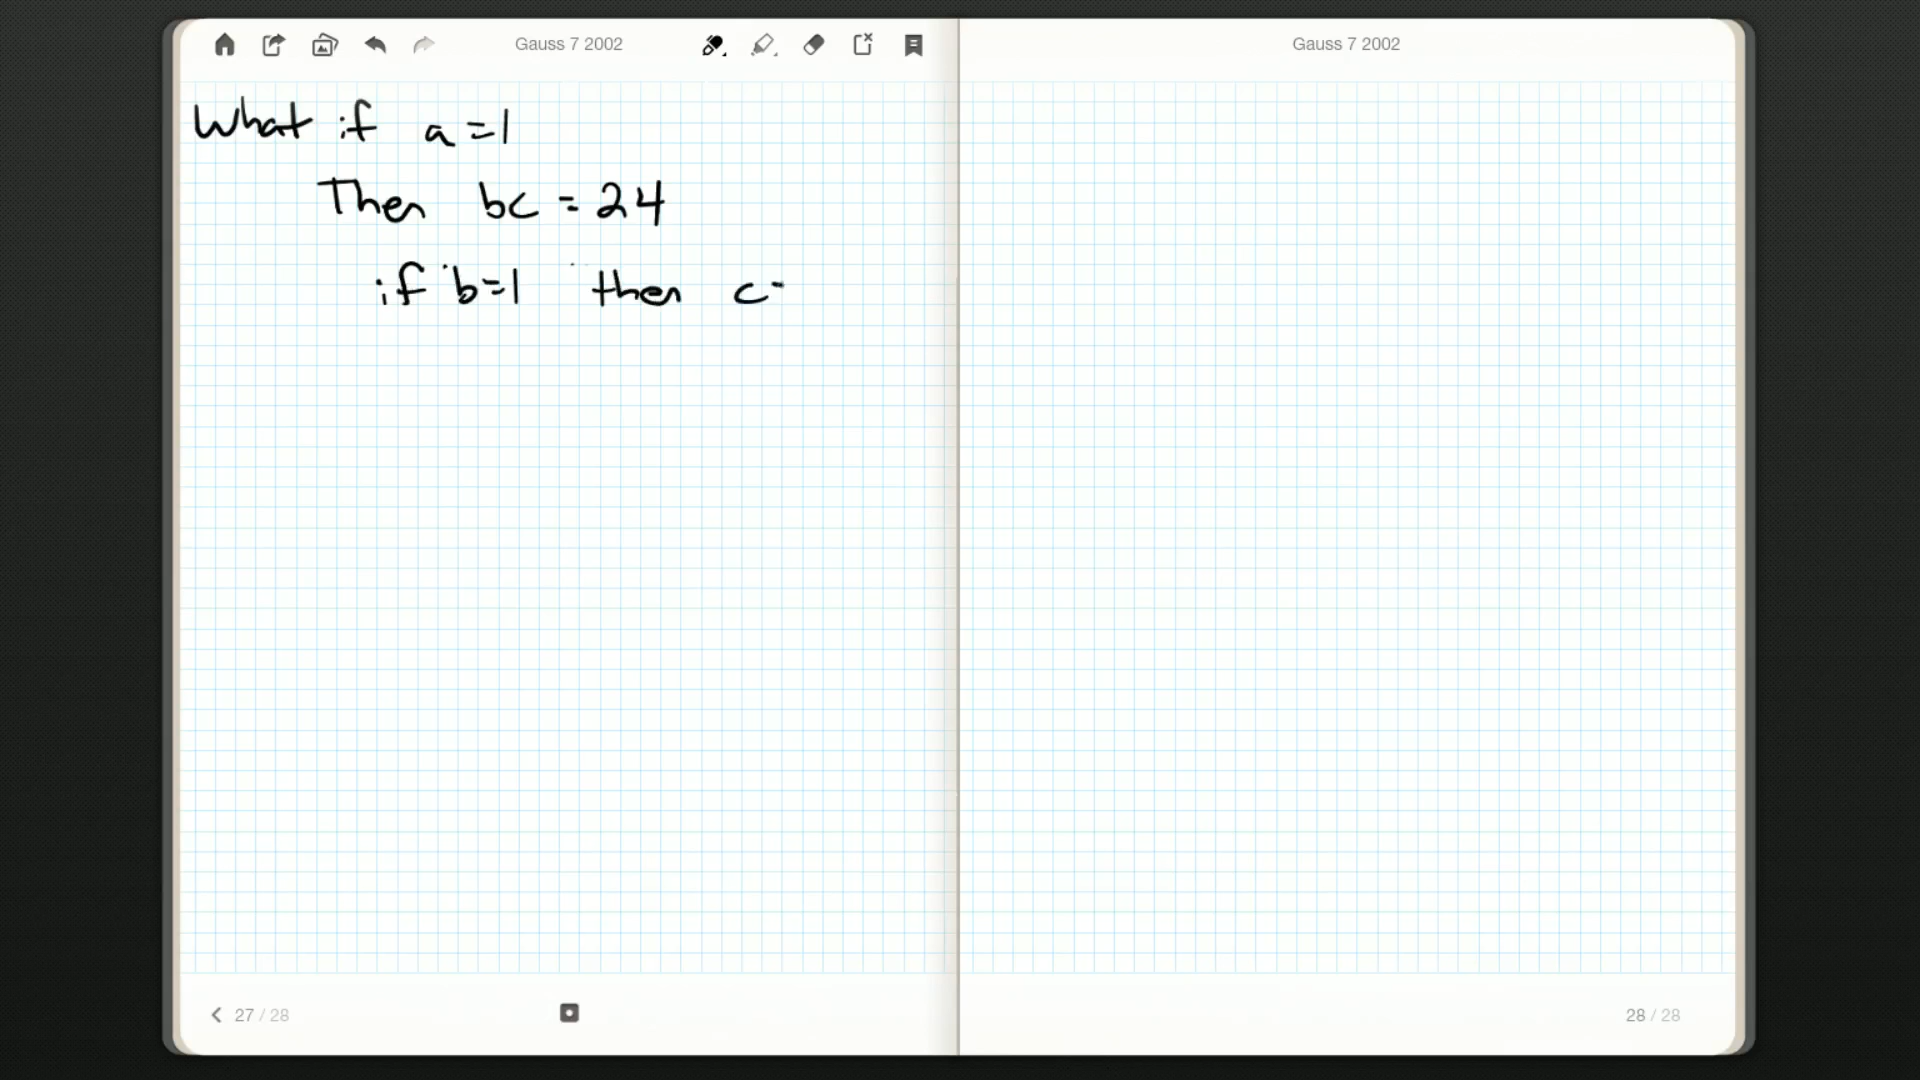 Gauss 7 2002
Gauss 7 2002
What if a=1
Then bc = 24
if b=1 then c-
27 / 28
28 / 28